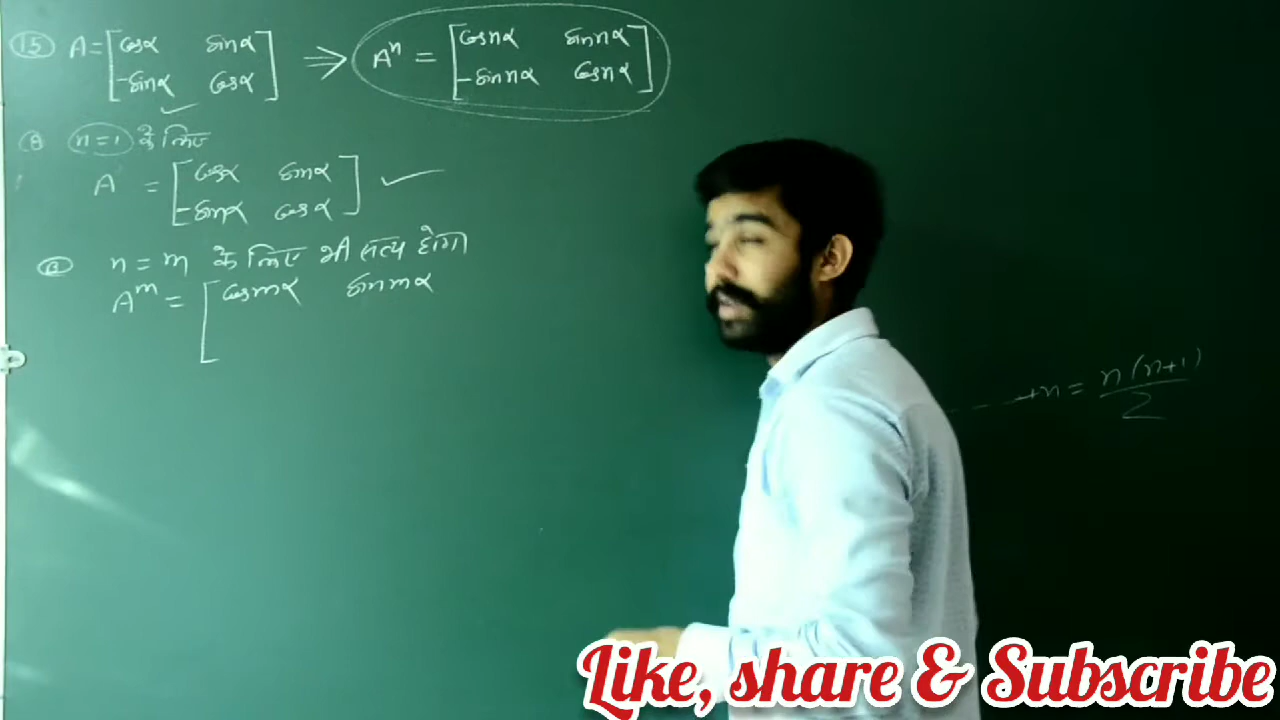 15 A = [ cosα sinα ⇒ Aⁿ = [ cosnα sinnα
-sinα cosα ] -sinnα cosnα ]
A n=1 के लिए
A = [ cosα sinα
-sinα cosα ]
B n = m के लिए भी सत्य होगा
Aᵐ = [ cosmα sinmα
+n = n(n+1)
2
Like, share & Subscribe